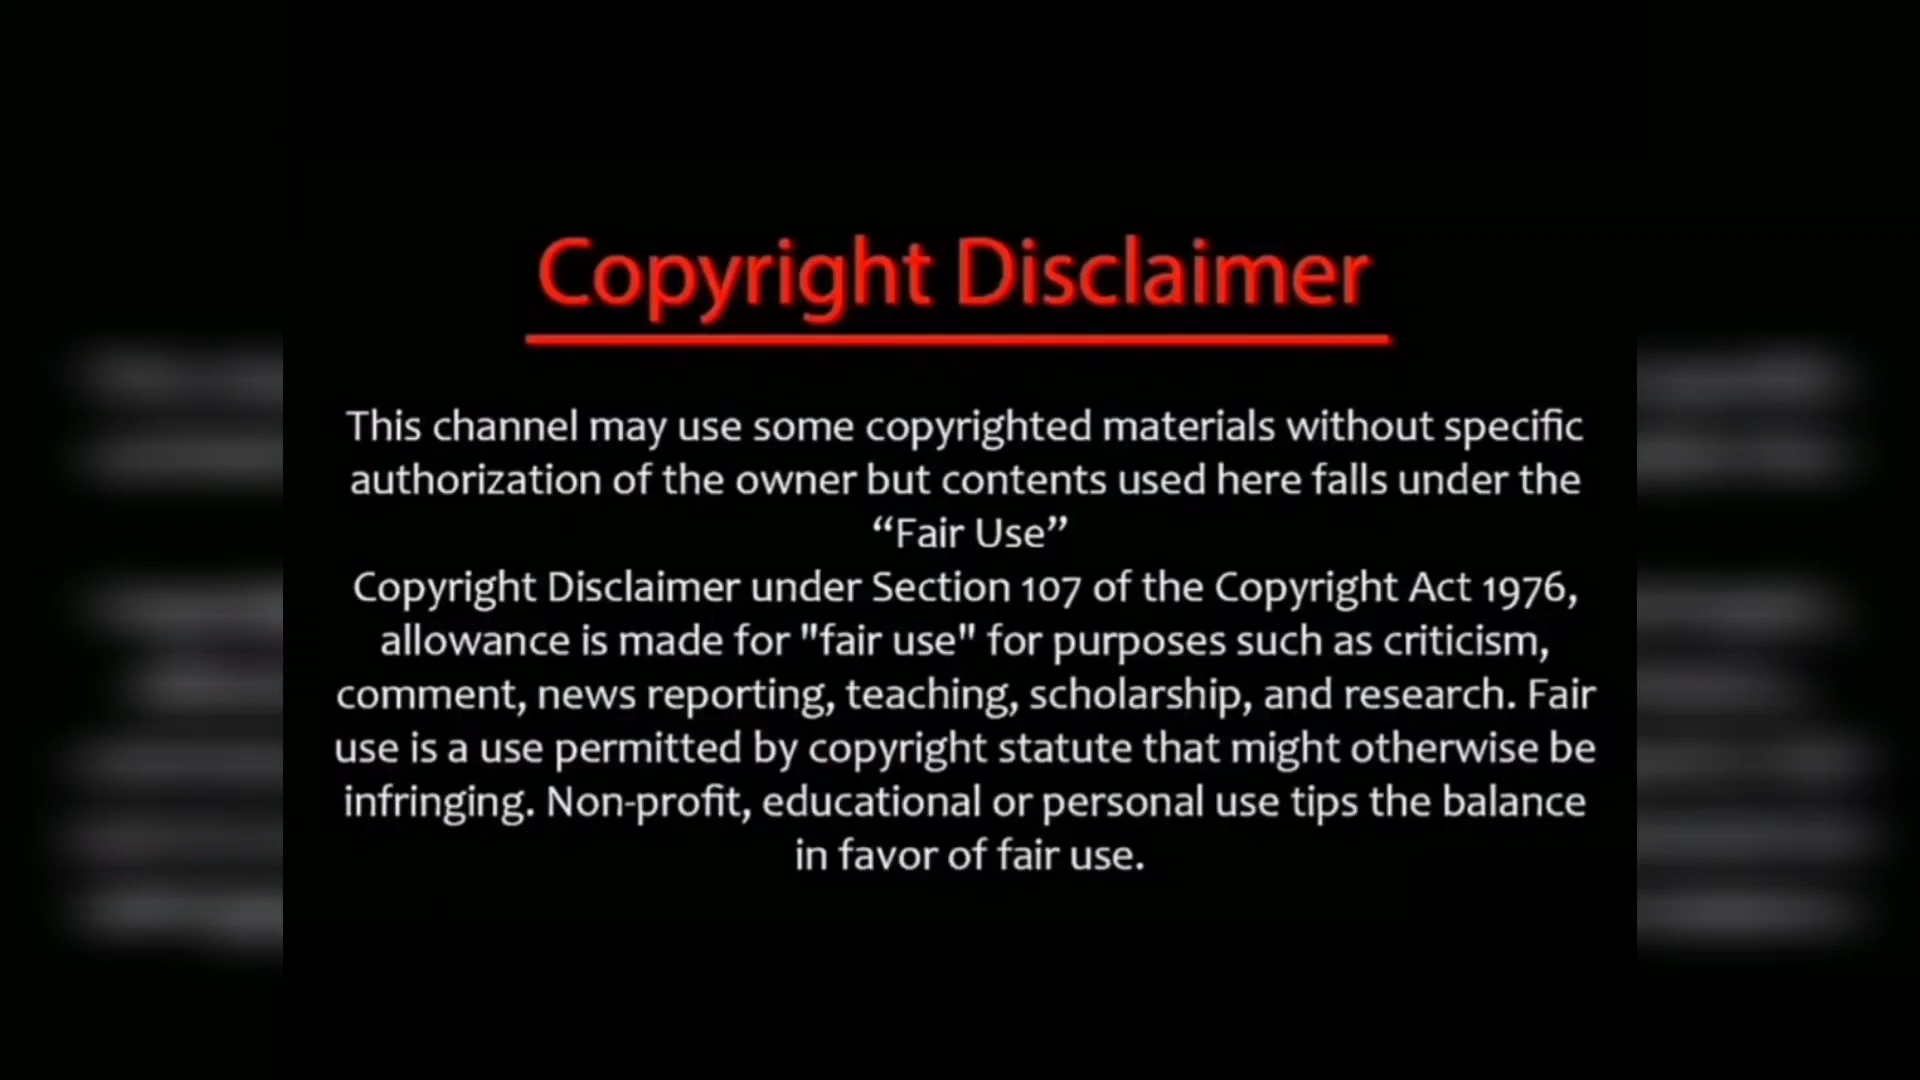 Copyright Disclaimer
This channel may use some copyrighted materials without specific
authorization of the owner but contents used here falls under the
“Fair Use”
Copyright Disclaimer under Section 107 of the Copyright Act 1976,
allowance is made for "fair use" for purposes such as criticism,
comment, news reporting, teaching, scholarship, and research. Fair
use is a use permitted by copyright statute that might otherwise be
infringing. Non-profit, educational or personal use tips the balance
in favor of fair use.